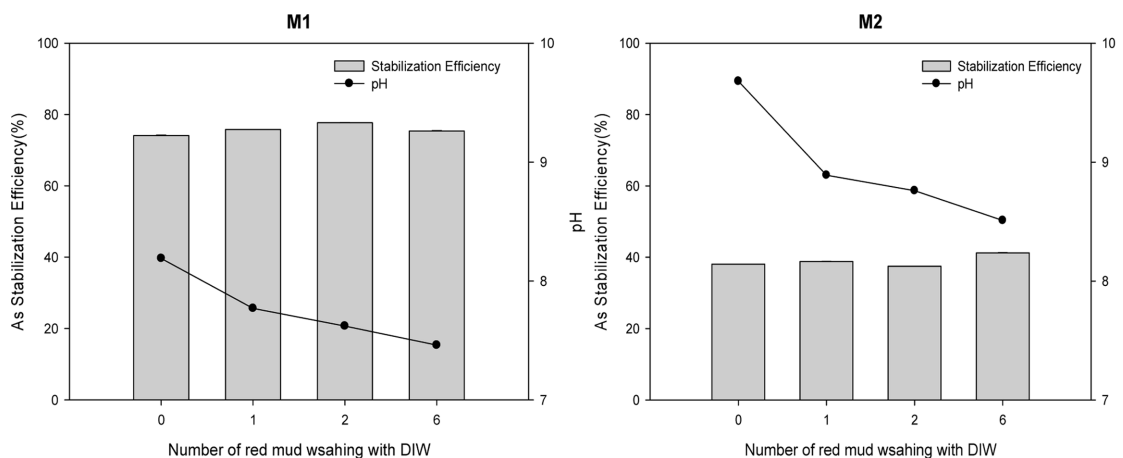 M1
As Stabilization Efficiency(%)
100
80
60
40
20
0
Stabilization Efficiency
pH
10
9
8
7
pH
0 1 2 6
Number of red mud wsahing with DIW
M2
As Stabilization Efficiency(%)
100
80
60
40
20
0
Stabilization Efficiency
pH
10
9
8
7
0 1 2 6
Number of red mud wsahing with DIW